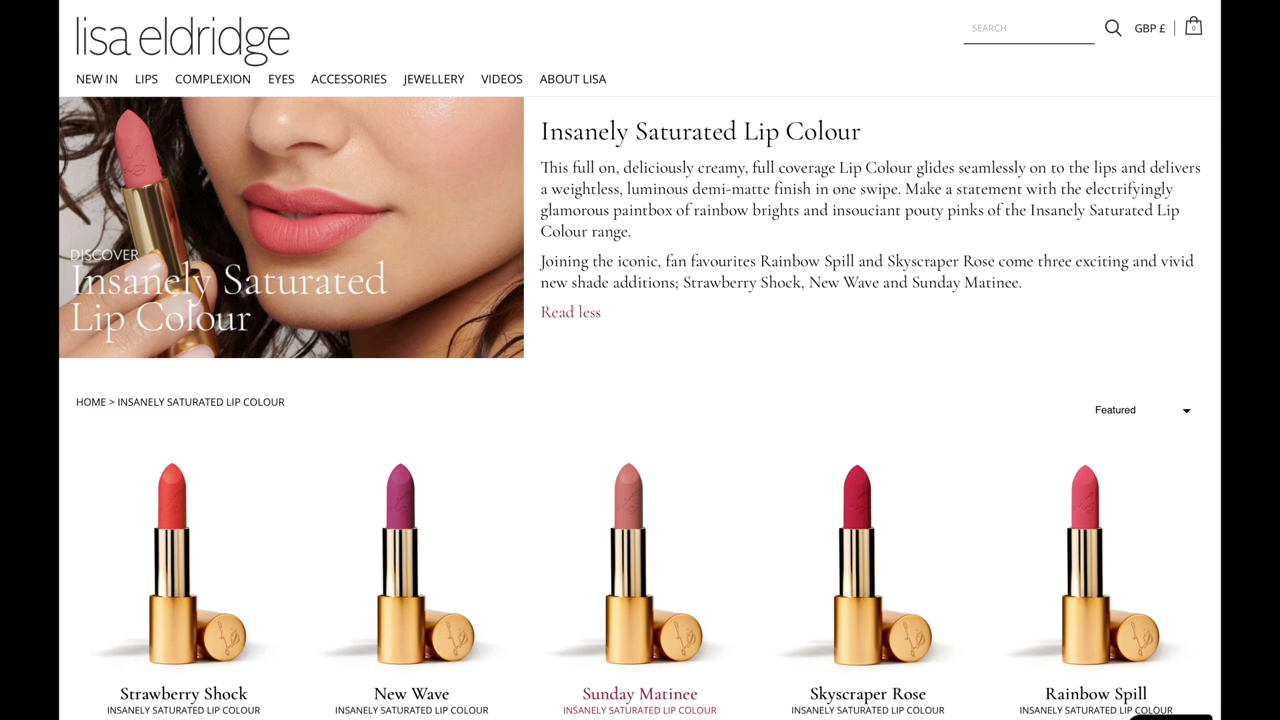 lisa eldridge
SEARCH
GBP £
0
NEW IN LIPS COMPLEXION EYES ACCESSORIES JEWELLERY VIDEOS ABOUT LISA
DISCOVER
Insanely Saturated
Lip Colour
Insanely Saturated Lip Colour
This full on, deliciously creamy, full coverage Lip Colour glides seamlessly on to the lips and delivers
a weightless, luminous demi-matte finish in one swipe. Make a statement with the electrifyingly
glamorous paintbox of rainbow brights and insouciant pouty pinks of the Insanely Saturated Lip
Colour range.
Joining the iconic, fan favourites Rainbow Spill and Skyscraper Rose come three exciting and vivid
new shade additions; Strawberry Shock, New Wave and Sunday Matinee.
Read less
HOME > INSANELY SATURATED LIP COLOUR
Featured
Strawberry Shock
INSANELY SATURATED LIP COLOUR
New Wave
INSANELY SATURATED LIP COLOUR
Sunday Matinee
INSANELY SATURATED LIP COLOUR
Skyscraper Rose
INSANELY SATURATED LIP COLOUR
Rainbow Spill
INSANELY SATURATED LIP COLOUR